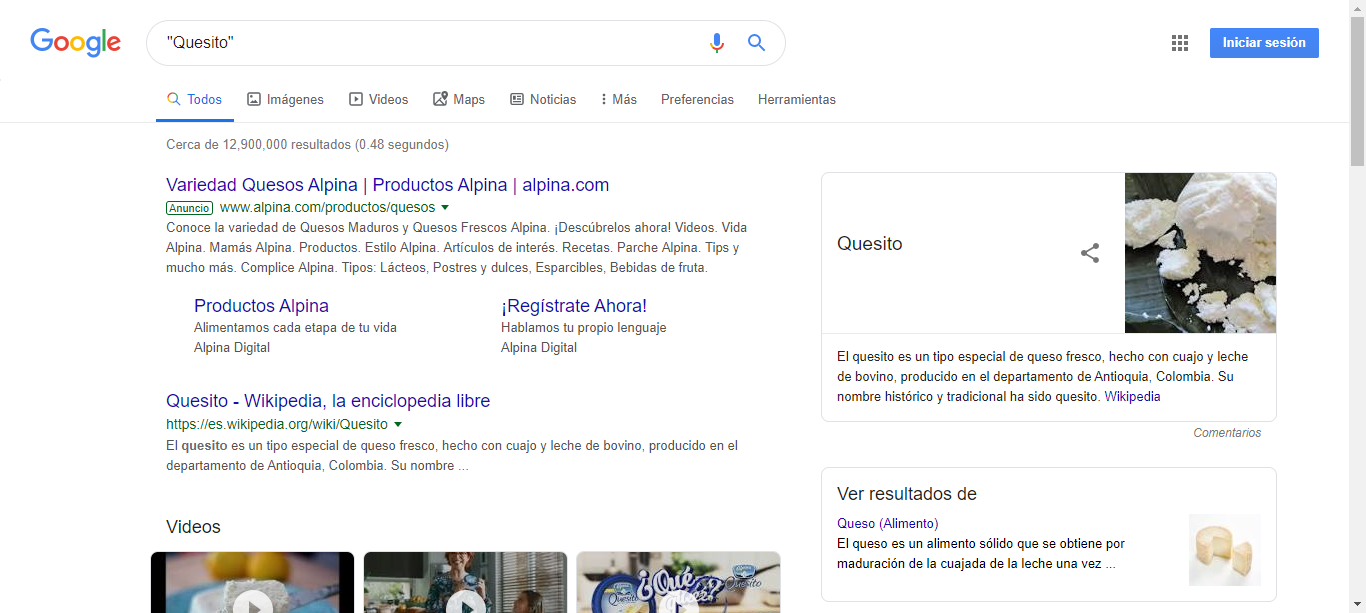 Google
"Quesito"
Iniciar sesión
Todos
Imágenes
Videos
Maps
Noticias
Más
Preferencias
Herramientas
Cerca de 12,900,000 resultados (0.48 segundos)
Variedad Quesos Alpina | Productos Alpina | alpina.com
Anuncio www.alpina.com/productos/quesos
Conoce la variedad de Quesos Maduros y Quesos Frescos Alpina. ¡Descúbrelos ahora! Videos. Vida
Alpina. Mamás Alpina. Productos. Estilo Alpina. Artículos de interés. Recetas. Parche Alpina. Tips y
mucho más. Complice Alpina. Tipos: Lácteos, Postres y dulces, Esparcibles, Bebidas de fruta.
Productos Alpina
Alimentamos cada etapa de tu vida
Alpina Digital
¡Regístrate Ahora!
Hablamos tu propio lenguaje
Alpina Digital
Quesito - Wikipedia, la enciclopedia libre
https://es.wikipedia.org/wiki/Quesito
El quesito es un tipo especial de queso fresco, hecho con cuajo y leche de bovino, producido en el
departamento de Antioquia, Colombia. Su nombre ...
Videos
¿Qué
Quesito
Quesito
Quesito
El quesito es un tipo especial de queso fresco, hecho con cuajo y leche
de bovino, producido en el departamento de Antioquia, Colombia. Su
nombre histórico y tradicional ha sido quesito. Wikipedia
Comentarios
Ver resultados de
Queso (Alimento)
El queso es un alimento sólido que se obtiene por
maduración de la cuajada de la leche una vez ...